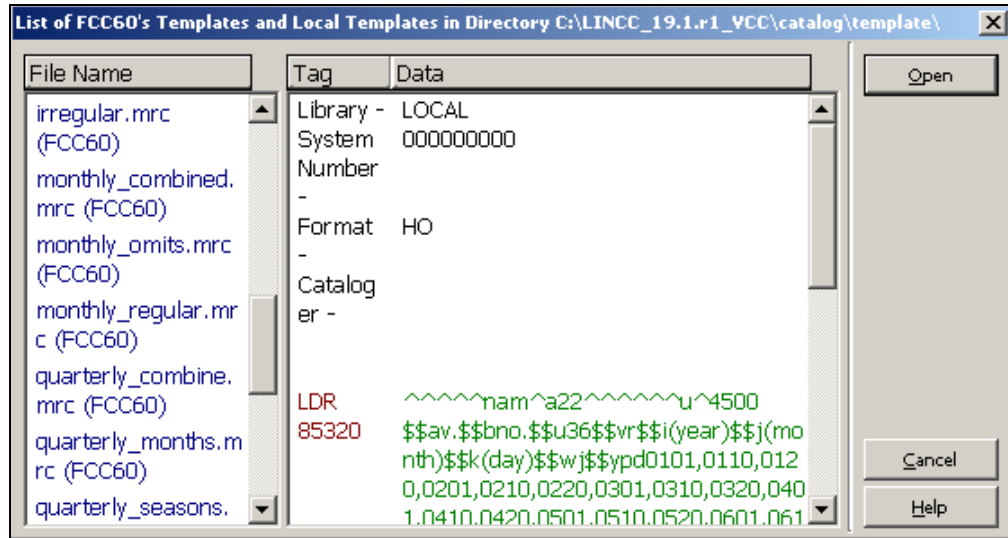 List of FCC60's Templates and Local Templates in Directory C:\LINCC_19.1.r1_VCC\catalog\template\
File Name
irregular.mrc
(FCC60)
monthly_combined.
mrc (FCC60)
monthly_omits.mrc
(FCC60)
monthly_regular.mr
c (FCC60)
quarterly_combine.
mrc (FCC60)
quarterly_months.m
rc (FCC60)
quarterly_seasons.
Tag Data
Library - LOCAL
System 000000000
Number
-
Format HO
-
Catalog
er -
LDR ^^^^^nam^a22^^^^^^u^4500
85320 $$av.$$bno.$$u36$$vr$$i(year)$$j(mo
nth)$$k(day)$$wj$$ypd0101,0110,012
0,0201,0210,0220,0301,0310,0320,040
1,0410,0420,0501,0510,0520,0601,061
Open
Cancel
Help